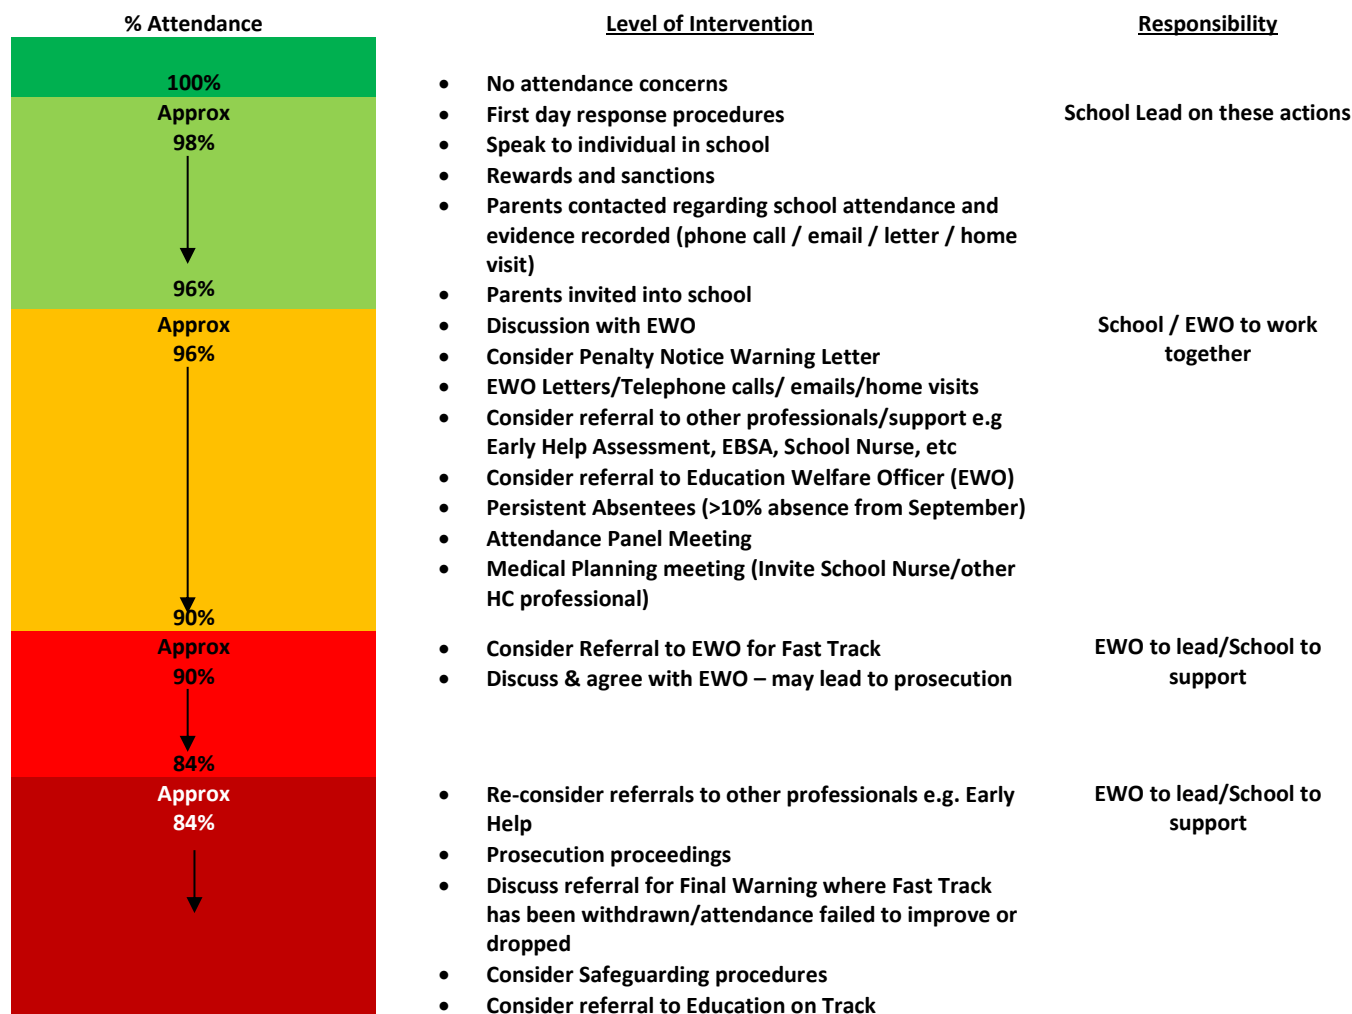 % Attendance
Level of Intervention
Responsibility
100%
• No attendance concerns
Approx
• First day response procedures
School Lead on these actions
98%
• Speak to individual in school
• Rewards and sanctions
• Parents contacted regarding school attendance and
evidence recorded (phone call / email / letter / home
visit)
96%
• Parents invited into school
Approx
• Discussion with EWO
School / EWO to work
96%
• Consider Penalty Notice Warning Letter
together
• EWO Letters/Telephone calls/ emails/home visits
• Consider referral to other professionals/support e.g
Early Help Assessment, EBSA, School Nurse, etc
• Consider referral to Education Welfare Officer (EWO)
• Persistent Absentees (>10% absence from September)
• Attendance Panel Meeting
• Medical Planning meeting (Invite School Nurse/other
HC professional)
90%
Approx
• Consider Referral to EWO for Fast Track
EWO to lead/School to
90%
• Discuss & agree with EWO – may lead to prosecution
support
84%
Approx
• Re-consider referrals to other professionals e.g. Early
EWO to lead/School to
84%
Help
support
• Prosecution proceedings
• Discuss referral for Final Warning where Fast Track
has been withdrawn/attendance failed to improve or
dropped
• Consider Safeguarding procedures
• Consider referral to Education on Track